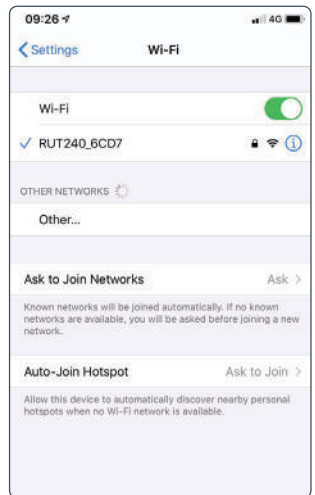 09:26
4G
Settings
Wi-Fi
Wi-Fi
RUT240_6CD7
OTHER NETWORKS
Other...
Ask to Join Networks
Ask
Known networks will be joined automatically. If no known
networks are available, you will be asked before joining a new
network.
Auto-Join Hotspot
Ask to Join
Allow this device to automatically discover nearby personal
hotspots when no Wi-Fi network is available.